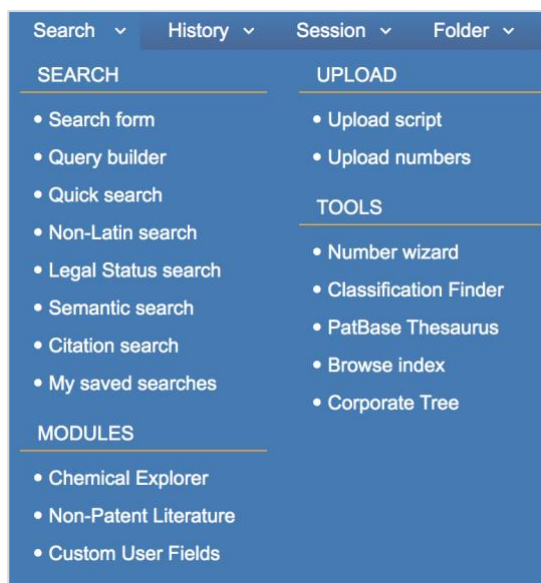 Search History Session Folder
SEARCH
• Search form
• Query builder
• Quick search
• Non-Latin search
• Legal Status search
• Semantic search
• Citation search
• My saved searches
MODULES
• Chemical Explorer
• Non-Patent Literature
• Custom User Fields
UPLOAD
• Upload script
• Upload numbers
TOOLS
• Number wizard
• Classification Finder
• PatBase Thesaurus
• Browse index
• Corporate Tree